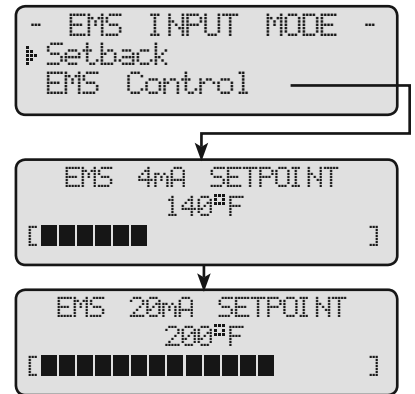 - EMS INPUT MODE -
Setback
EMS Control
EMS 4mA SETPOINT
140°F
[██████ ]
EMS 20mA SETPOINT
200°F
[█████████████ ]